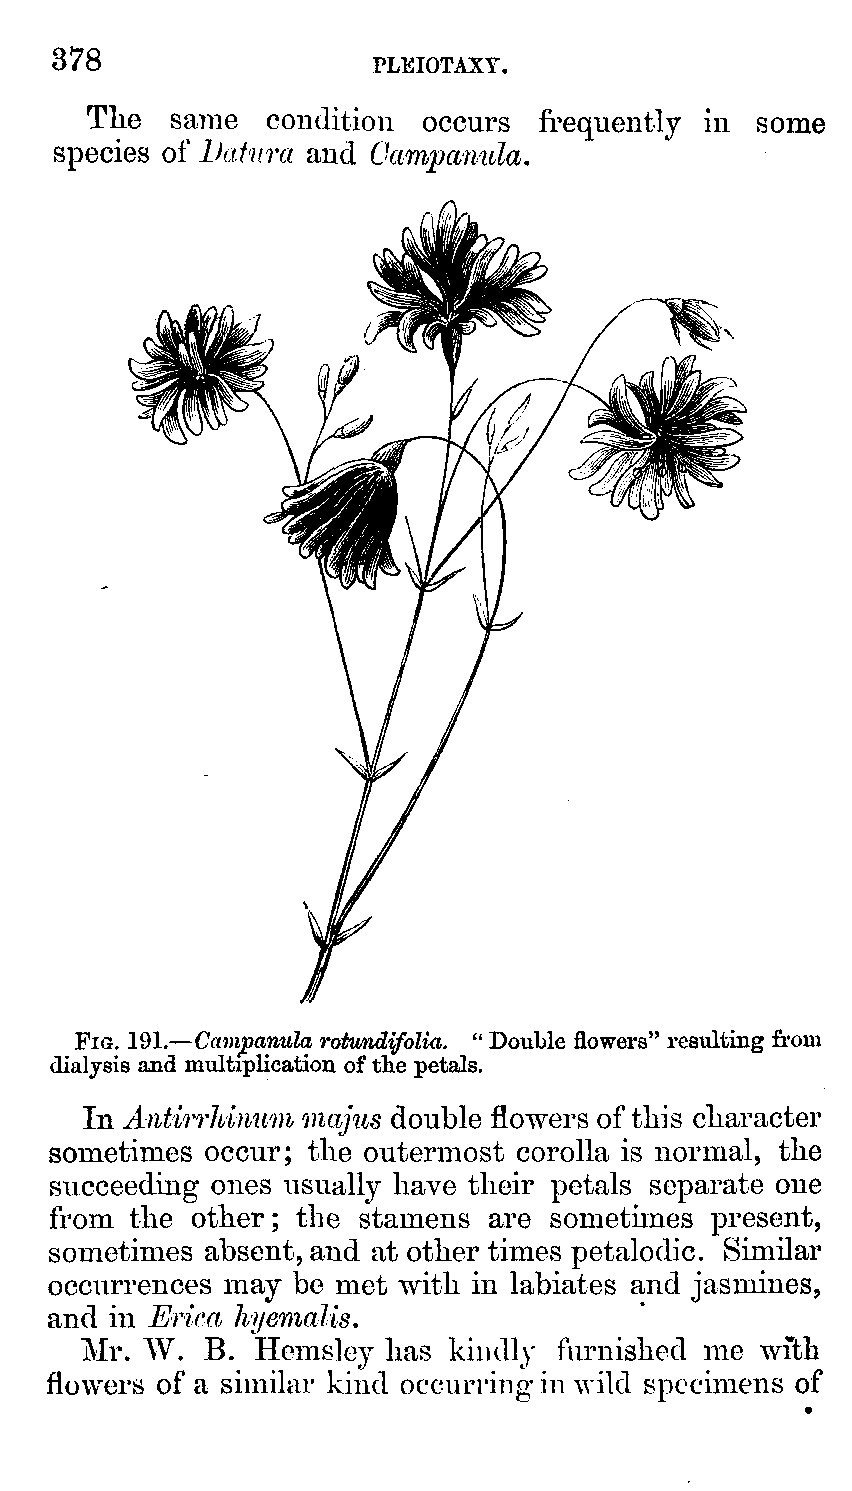 378 PLEIOTAXY.
The same condition occurs frequently in some
species of Datura and Campanula.
FIG. 191.—Campanula rotundifolia. “Double flowers” resulting from
dialysis and multiplication of the petals.
In Antirrhinum majus double flowers of this character
sometimes occur; the outermost corolla is normal, the
succeeding ones usually have their petals separate one
from the other; the stamens are sometimes present,
sometimes absent, and at other times petalodic. Similar
occurrences may be met with in labiates and jasmines,
and in Erica hyemalis.
Mr. W. B. Hemsley has kindly furnished me with
flowers of a similar kind occurring in wild specimens of